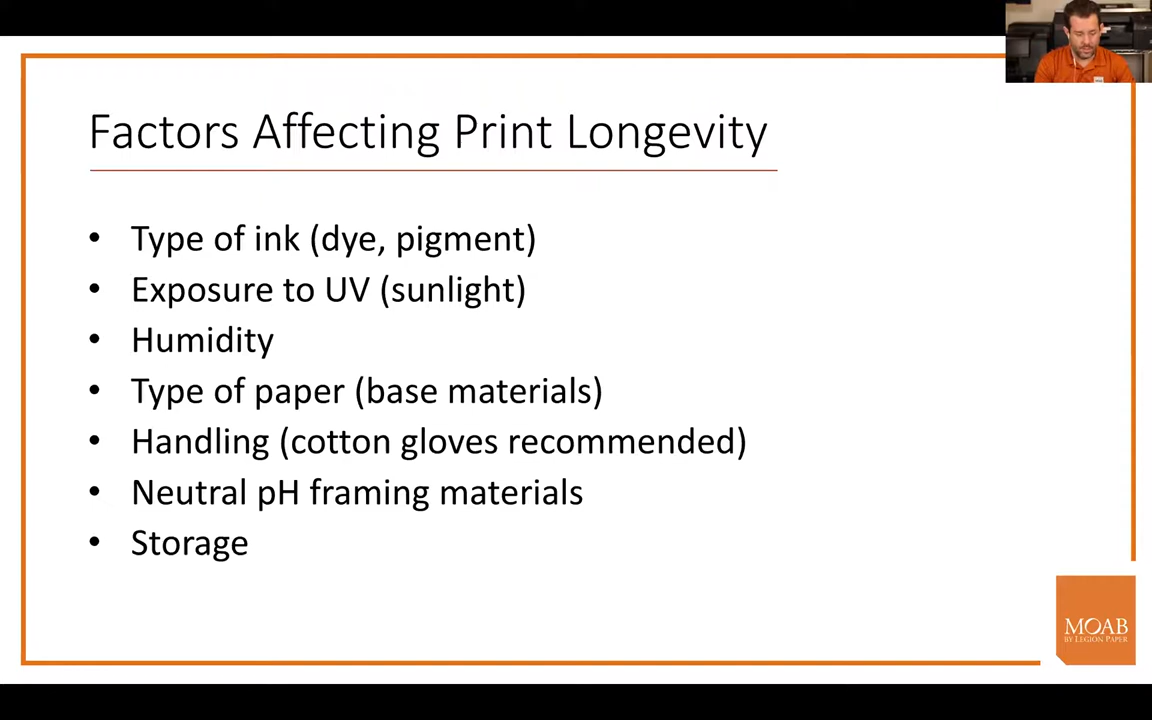 Factors Affecting Print Longevity
• Type of ink (dye, pigment)
• Exposure to UV (sunlight)
• Humidity
• Type of paper (base materials)
• Handling (cotton gloves recommended)
• Neutral pH framing materials
• Storage
MOAB
BY LEGION PAPER